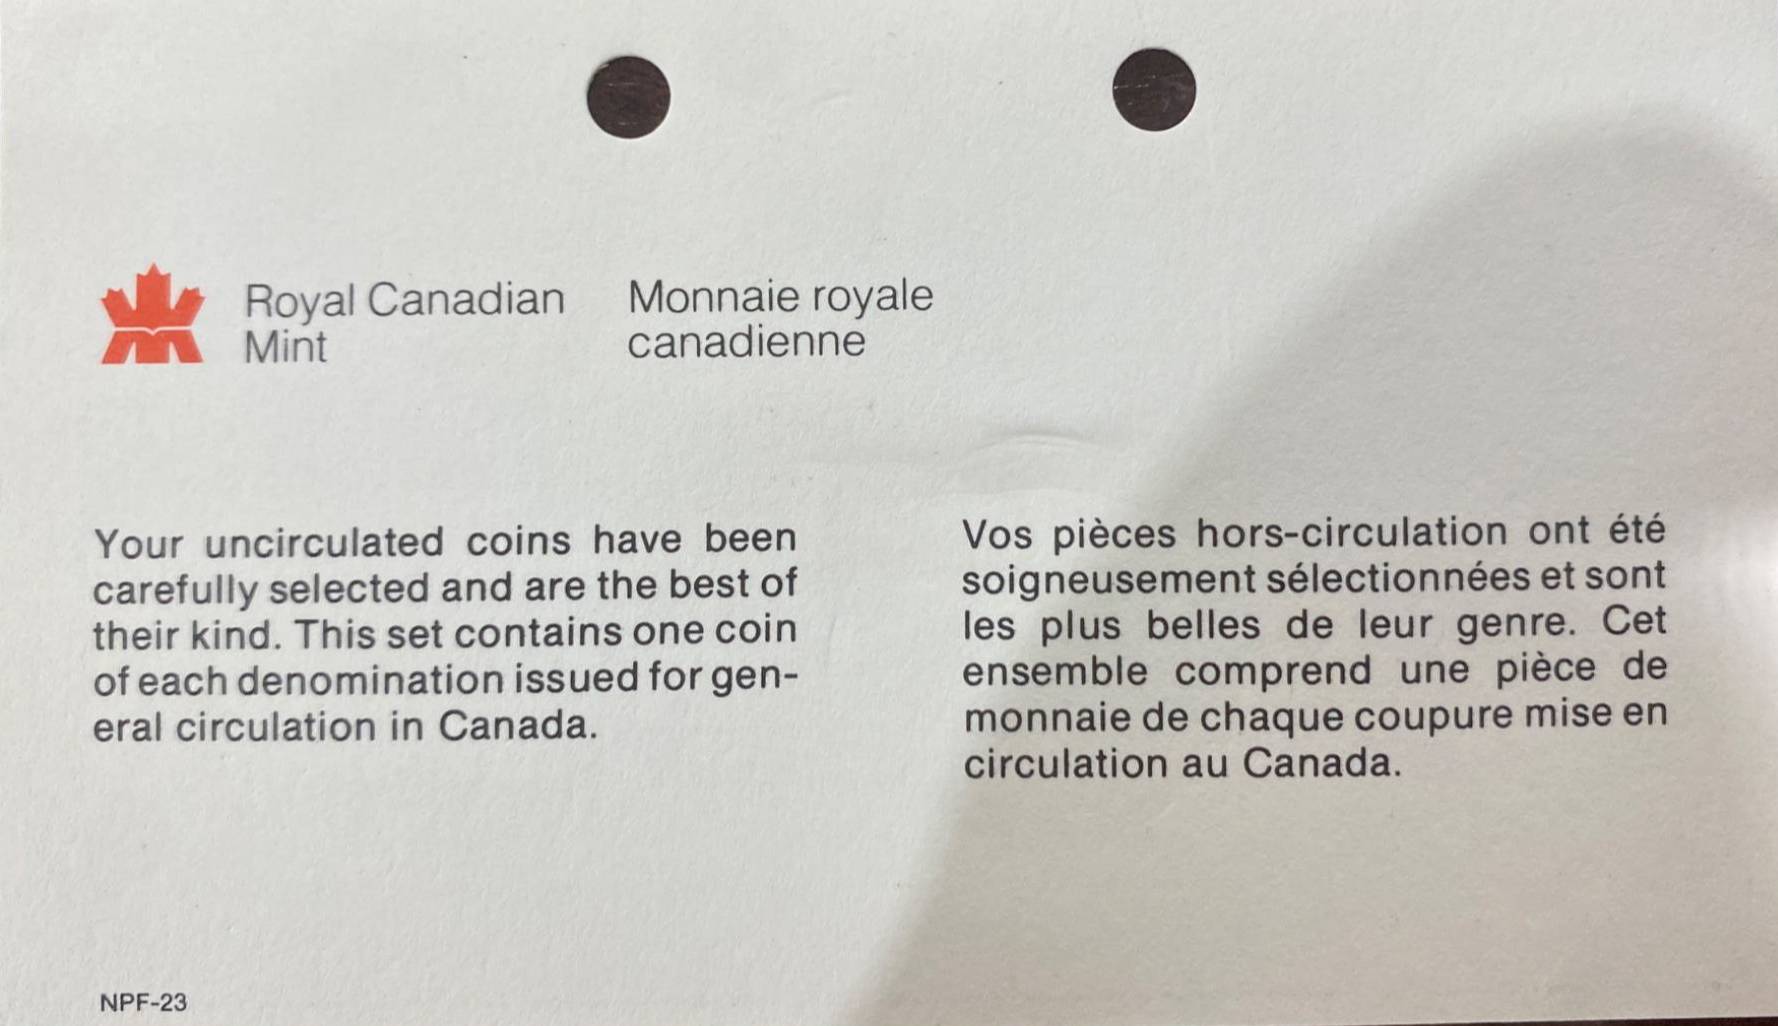 Royal Canadian
Mint
Monnaie royale
canadienne
Your uncirculated coins have been
carefully selected and are the best of
their kind. This set contains one coin
of each denomination issued for gen-
eral circulation in Canada.
Vos pièces hors-circulation ont été
soigneusement sélectionnées et sont
les plus belles de leur genre. Cet
ensemble comprend une pièce de
monnaie de chaque coupure mise en
circulation au Canada.
NPF-23